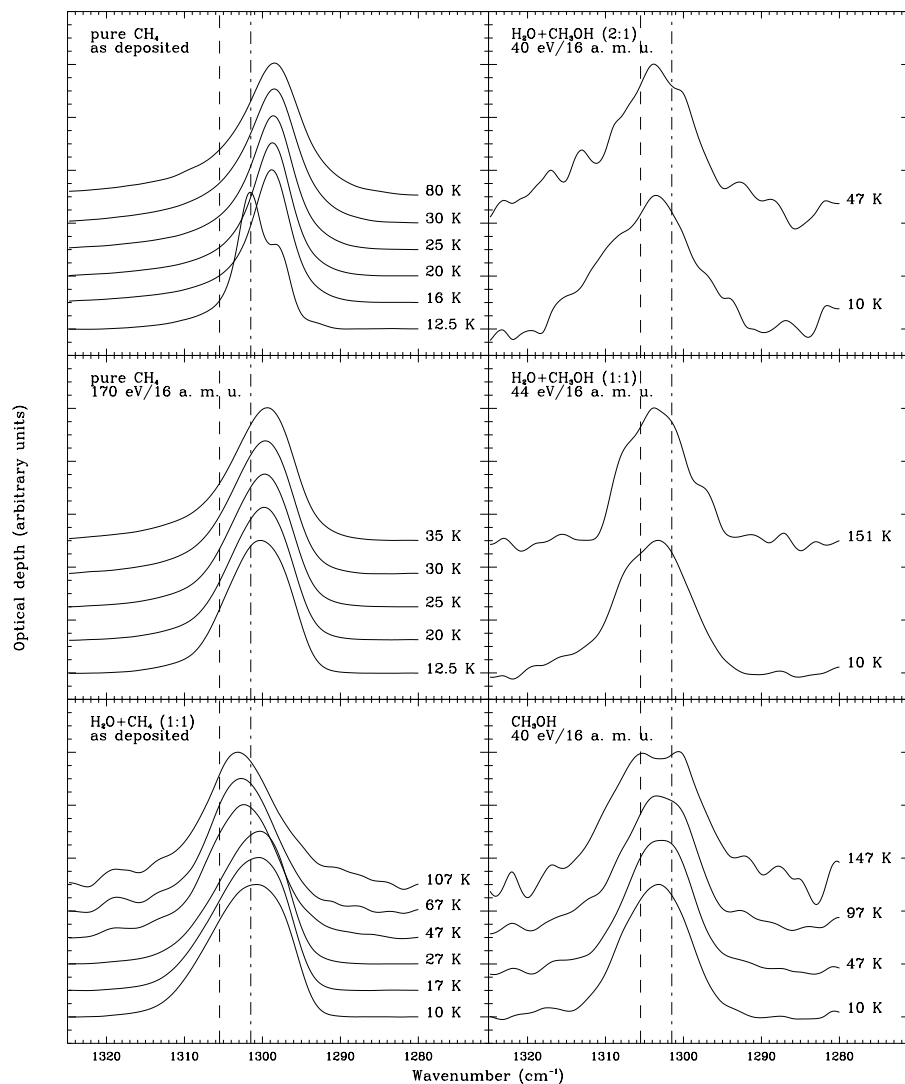 pure CH₄
as deposited
80 K
30 K
25 K
20 K
16 K
12.5 K
H₂O+CH₃OH (2:1)
40 eV/16 a. m. u.
47 K
10 K
pure CH₄
170 eV/16 a. m. u.
35 K
30 K
25 K
20 K
12.5 K
H₂O+CH₃OH (1:1)
44 eV/16 a. m. u.
151 K
10 K
H₂O+CH₄ (1:1)
as deposited
107 K
67 K
47 K
27 K
17 K
10 K
CH₃OH
40 eV/16 a. m. u.
147 K
97 K
47 K
10 K
1320 1310 1300 1290 1280
1320 1310 1300 1290 1280
Wavenumber (cm⁻¹)
Optical depth (arbitrary units)